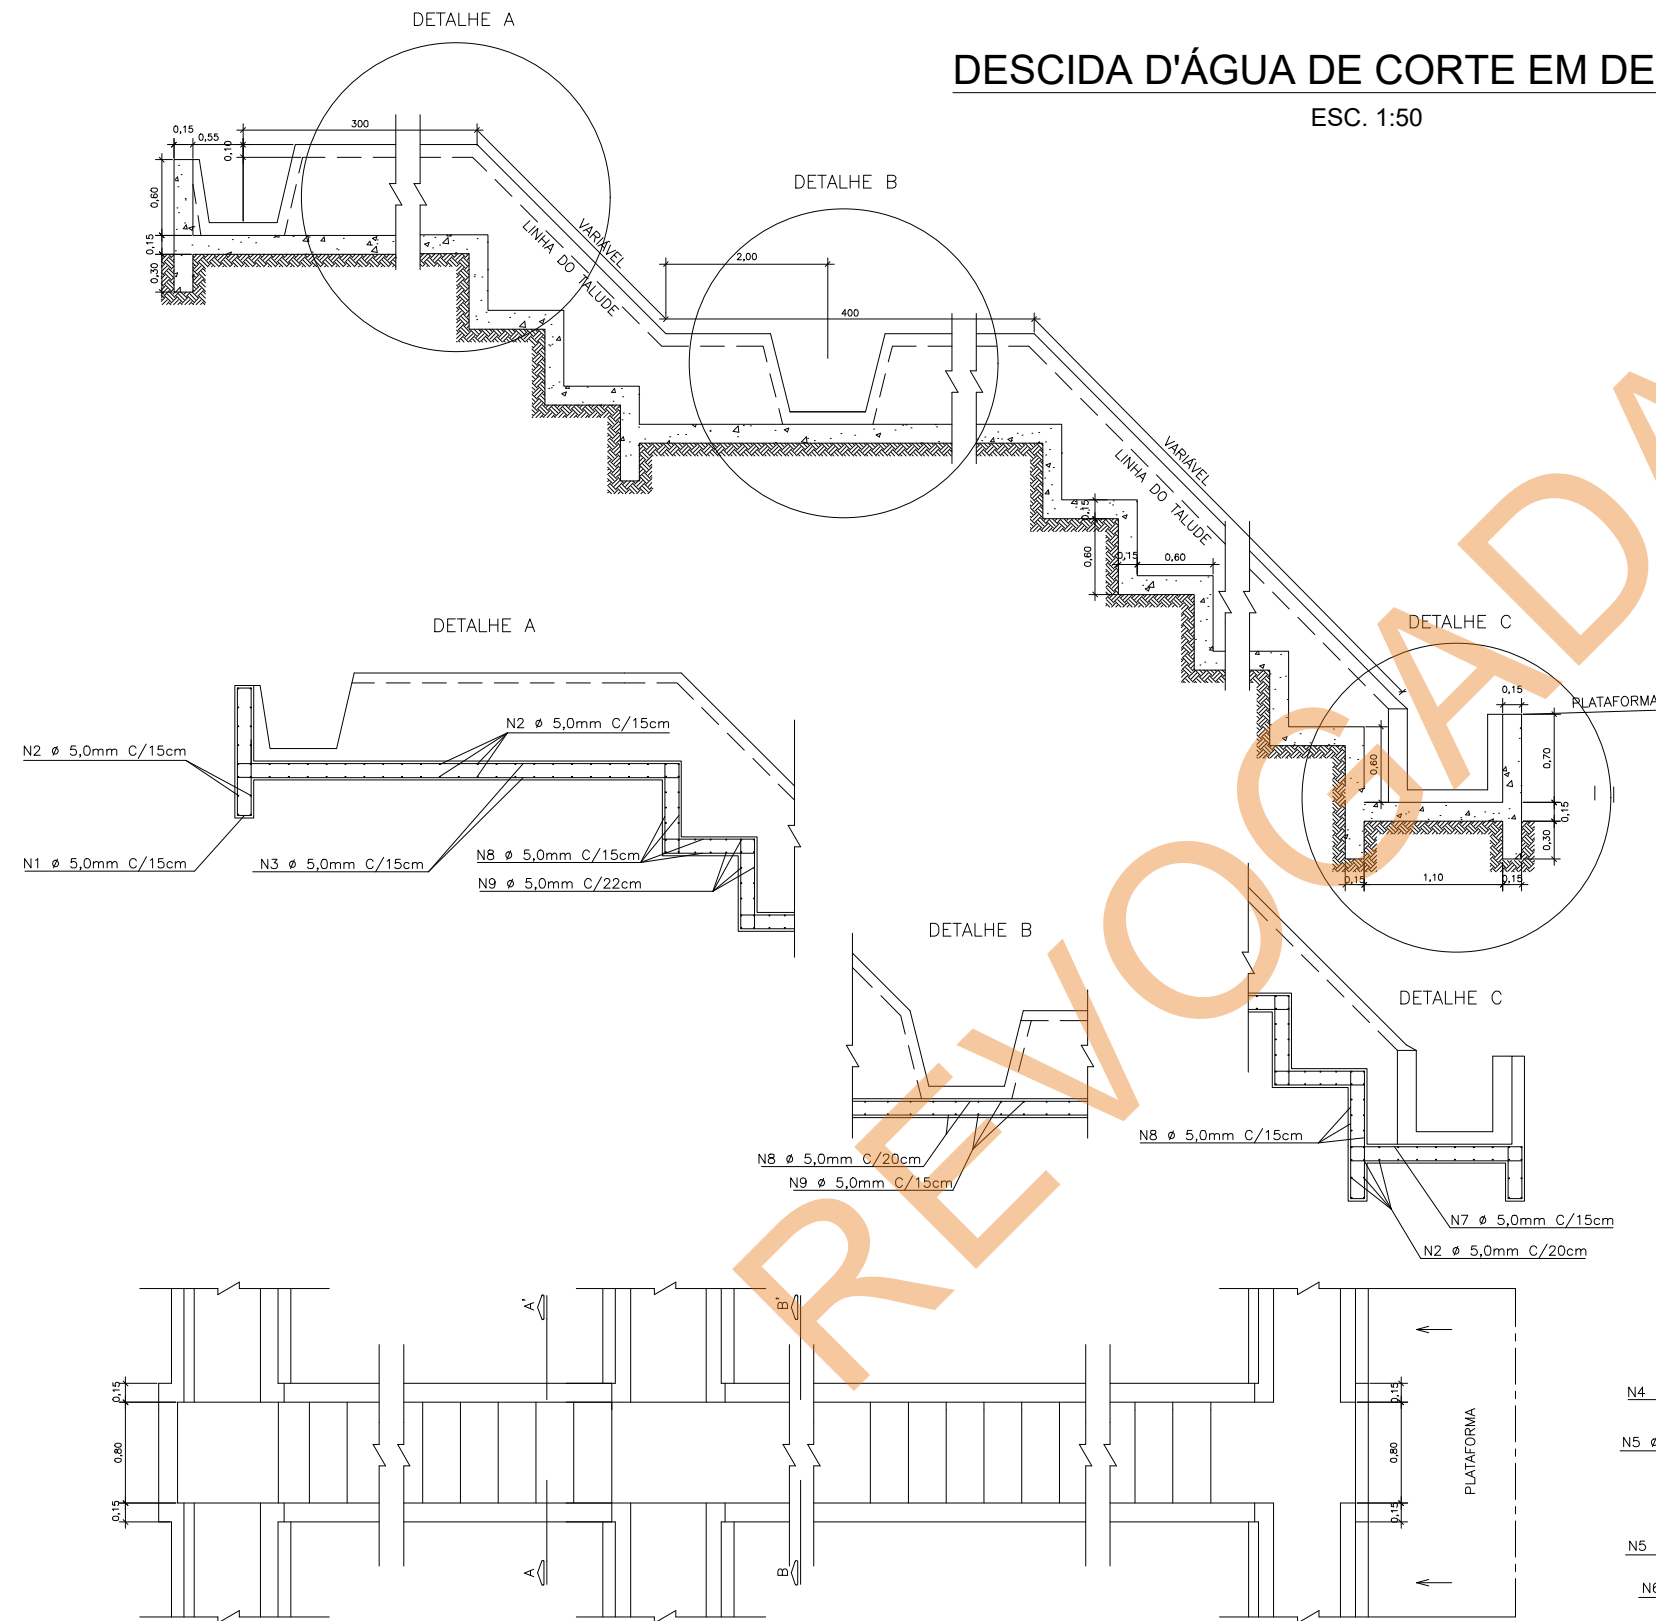 DETALHE A
DESCIDA D'ÁGUA DE CORTE EM DE
ESC. 1:50
0,15
0,55
0,10
300
0,60
0,15
0,30
VARIÁVEL
LINHA DO TALUDE
DETALHE B
2,00
400
VARIÁVEL
LINHA DO TALUDE
0,15
0,60
0,15
0,60
DETALHE C
0,15
PLATAFORMA
0,60
0,70
0,15
0,30
0,15
1,10
0,15
DETALHE A
N2 ø 5,0mm C/15cm
N2 ø 5,0mm C/15cm
N1 ø 5,0mm C/15cm
N3 ø 5,0mm C/15cm
N8 ø 5,0mm C/15cm
N9 ø 5,0mm C/22cm
DETALHE B
N8 ø 5,0mm C/20cm
N9 ø 5,0mm C/15cm
DETALHE C
N8 ø 5,0mm C/15cm
N7 ø 5,0mm C/15cm
N2 ø 5,0mm C/20cm
A'
B'
0,15
0,80
0,15
A
B
0,15
0,80
0,15
PLATAFORMA
N4
N5 ø
N5
N6
REVOGADA